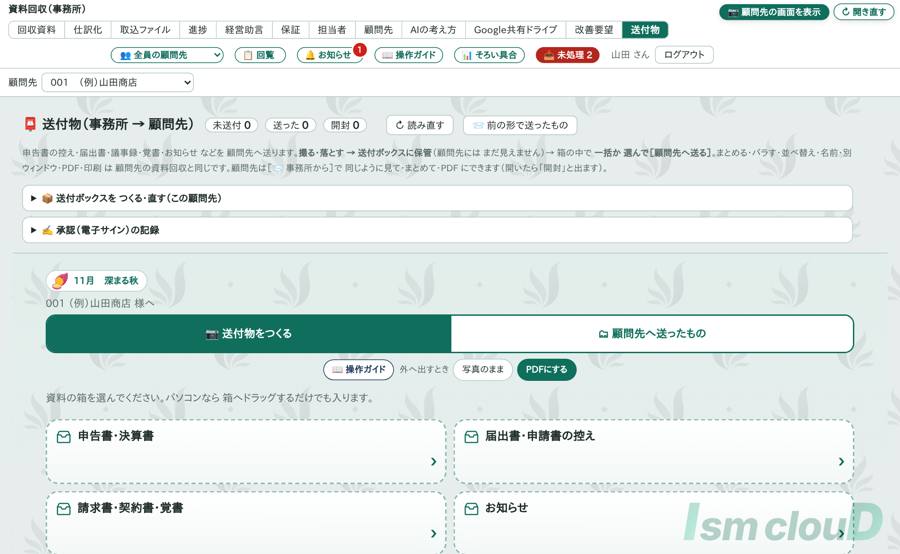 資料回収（事務所）
📷 顧問先の画面を表示
↻ 開き直す
回収資料 仕訳化 取込ファイル 進捗 経営助言 保証 担当者 顧問先 AIの考え方 Google共有ドライブ 改善要望 送付物
👥 全員の顧問先 📋 回覧 🔔 お知らせ 1 📖 操作ガイド 📊 そろい具合 📥 未処理 2 山田 さん ログアウト
顧問先 001 （例）山田商店
📮 送付物（事務所 → 顧問先） 未送付 0 送った 0 開封 0 ↻ 読み直す 📨 前の形で送ったもの
申告書の控え・届出書・議事録・覚書・お知らせ などを 顧問先へ送ります。撮る・落とす → 送付ボックスに保管（顧問先には まだ見えません）→ 箱の中で 一括か 選んで［顧問先へ送る］。まとめる・バラす・並べ替え・名前・別
ウィンドウ・PDF・印刷 は 顧問先の資料回収と同じです。顧問先は［📨 事務所から］で 同じように見て・まとめて・PDF にできます（開いたら「開封」と出ます）。
▶ 📦 送付ボックスを つくる・直す（この顧問先）
▶ ✍️ 承認（電子サイン）の記録
🍠 11月 深まる秋
001 （例）山田商店 様へ
📷 送付物をつくる
🗂 顧問先へ送ったもの
📖 操作ガイド 外へ出すとき 写真のまま PDFにする
資料の箱を選んでください。パソコンなら 箱へドラッグするだけでも入ります。
申告書・決算書
届出書・申請書の控え
請求書・契約書・覚書
お知らせ
Ism clouD